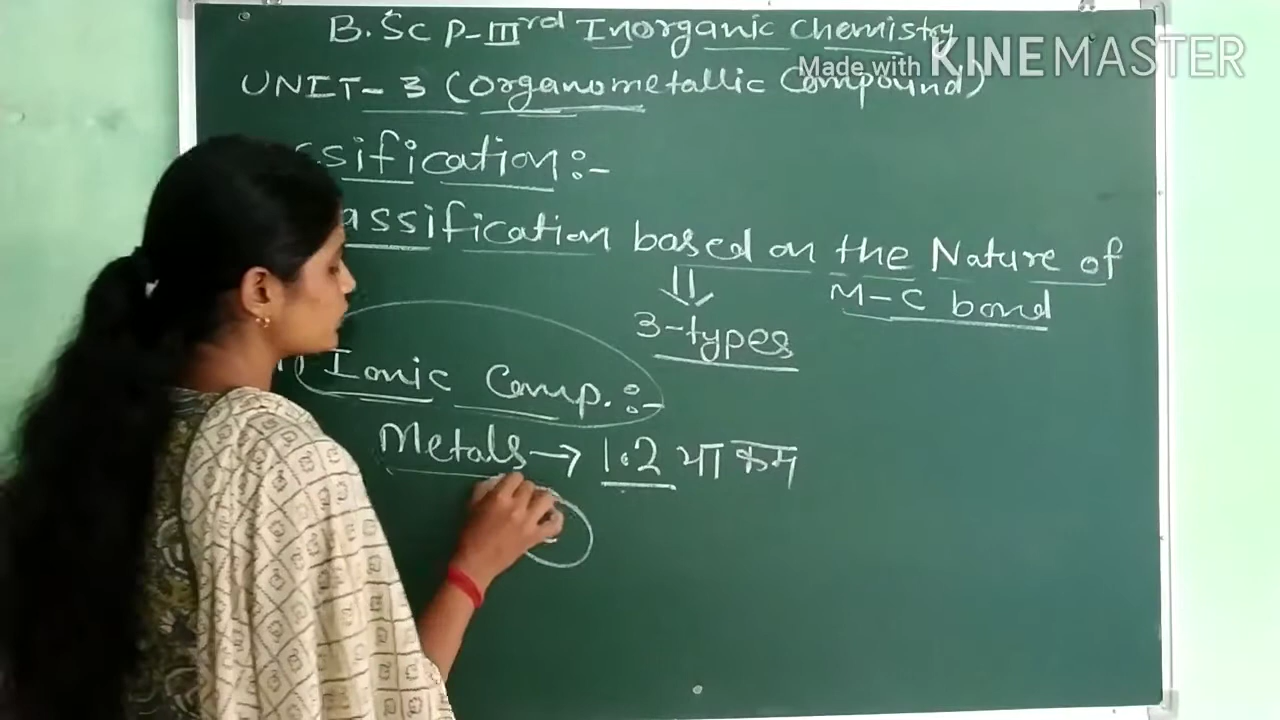 B.Sc P-IIIrd Inorganic Chemistry
Made with KINEMASTER
UNIT-3 (Organometallic Compound)
ssification:-
assification based on the Nature of
M-C bond
3-types
Ionic Comp.:-
Metals→ 1.2 या कम